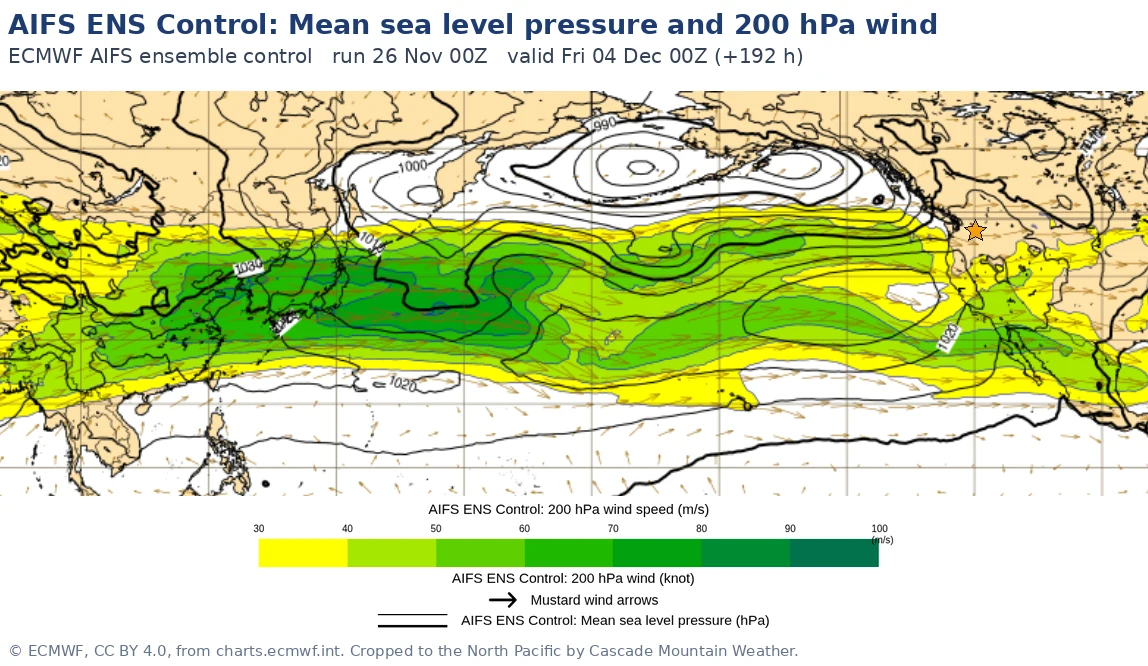 AIFS ENS Control: Mean sea level pressure and 200 hPa wind
ECMWF AIFS ensemble control run 26 Nov 00Z valid Fri 04 Dec 00Z (+192 h)
990
1000
20
1015
1030
1020
1020
AIFS ENS Control: 200 hPa wind speed (m/s)
30 40 50 60 70 80 90 100
(m/s)
AIFS ENS Control: 200 hPa wind (knot)
Mustard wind arrows
AIFS ENS Control: Mean sea level pressure (hPa)
© ECMWF, CC BY 4.0, from charts.ecmwf.int. Cropped to the North Pacific by Cascade Mountain Weather.